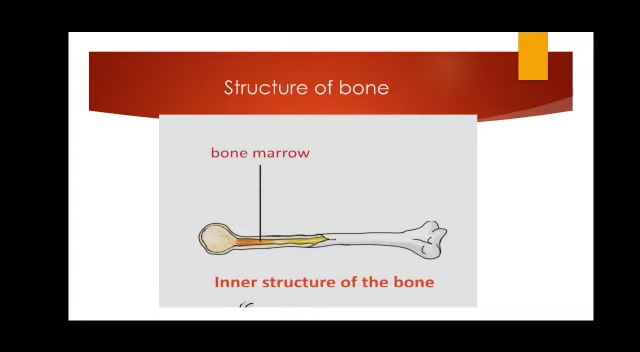 Structure of bone
bone marrow
Inner structure of the bone